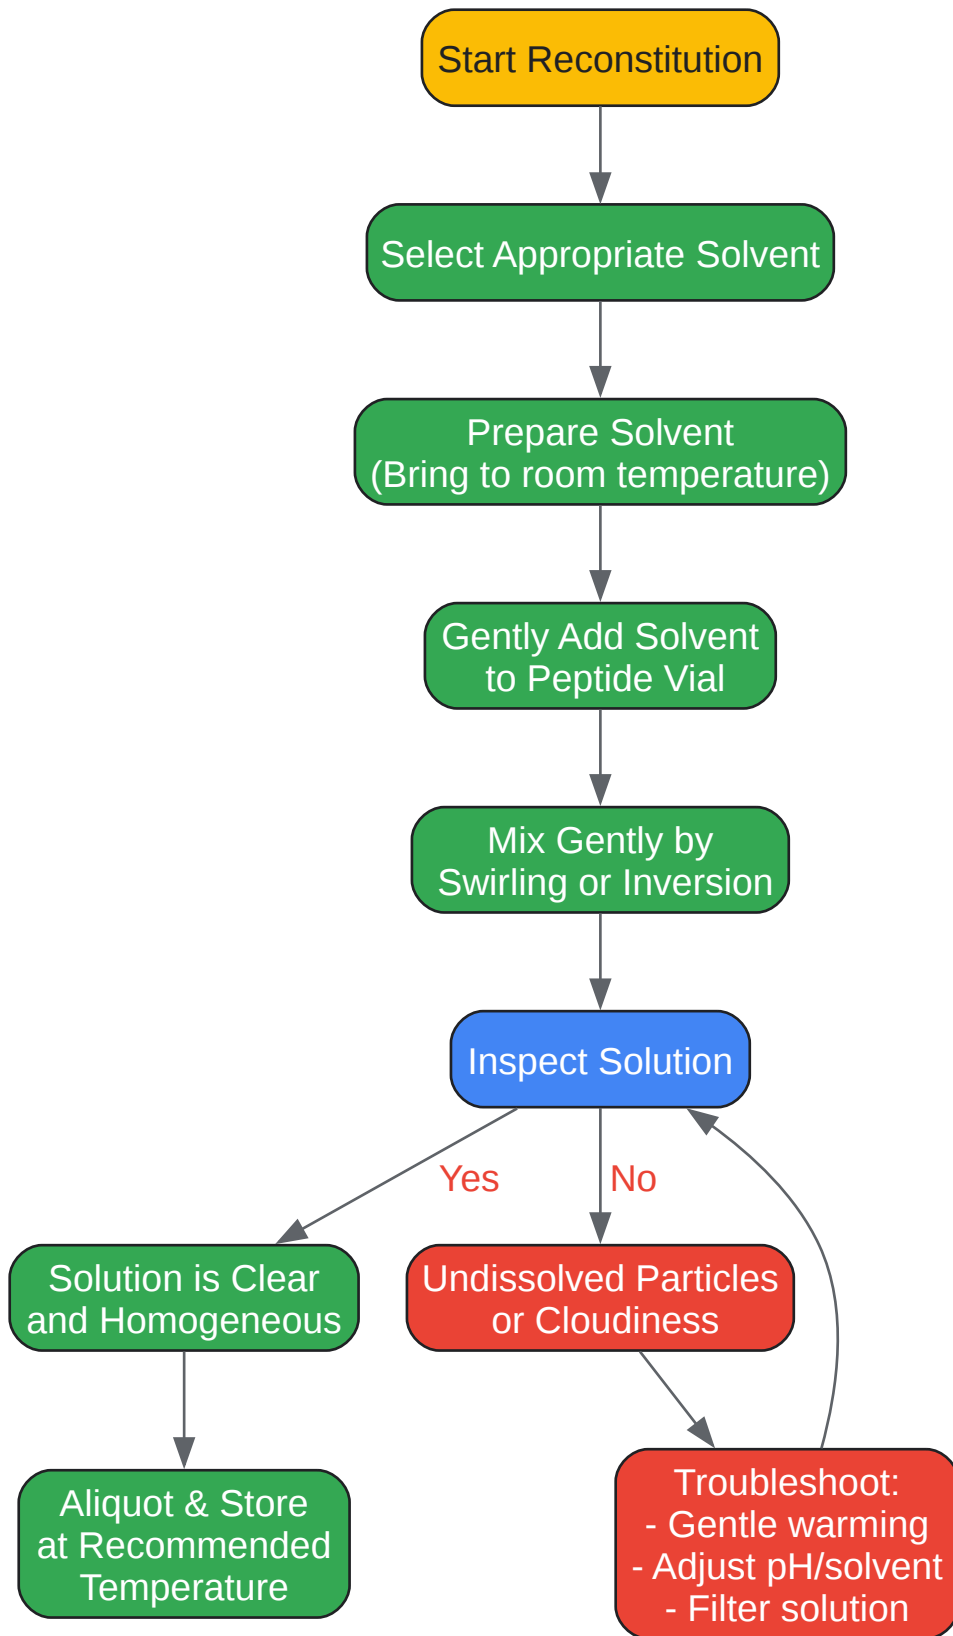 Start Reconstitution
Select Appropriate Solvent
Prepare Solvent
(Bring to room temperature)
Gently Add Solvent
to Peptide Vial
Mix Gently by
Swirling or Inversion
Inspect Solution
Yes
No
Solution is Clear
and Homogeneous
Undissolved Particles
or Cloudiness
Aliquot & Store
at Recommended
Temperature
Troubleshoot:
- Gentle warming
- Adjust pH/solvent
- Filter solution